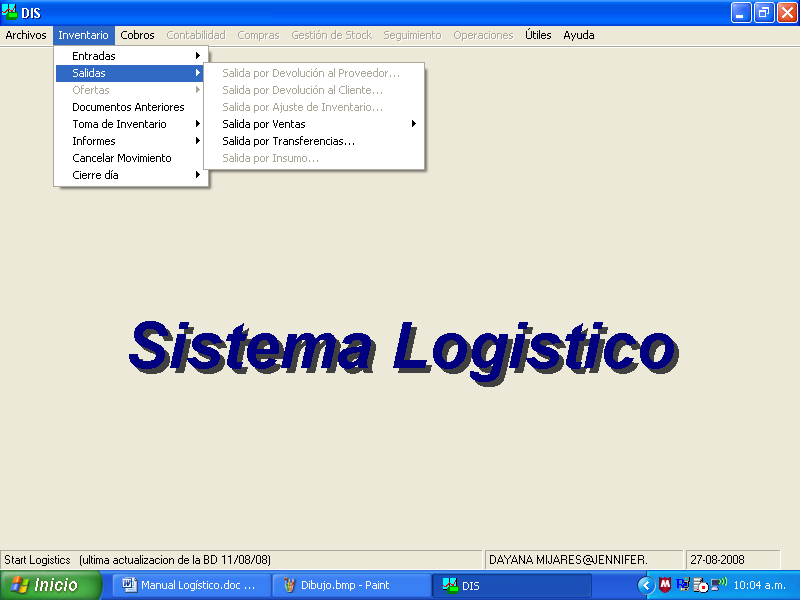 DIS
Archivos Inventario Cobros Contabilidad Compras Gestión de Stock Seguimiento Operaciones Útiles Ayuda
Entradas
Salidas
Ofertas
Documentos Anteriores
Toma de Inventario
Informes
Cancelar Movimiento
Cierre día
Salida por Devolución al Proveedor...
Salida por Devolución al Cliente...
Salida por Ajuste de Inventario...
Salida por Ventas
Salida por Transferencias...
Salida por Insumo...
Sistema Logistico
Start Logistics (ultima actualizacion de la BD 11/08/08) DAYANA MIJARES@JENNIFER. 27-08-2008
Inicio Manual Logístico.doc ... Dibujo.bmp - Paint DIS 10:04 a.m.